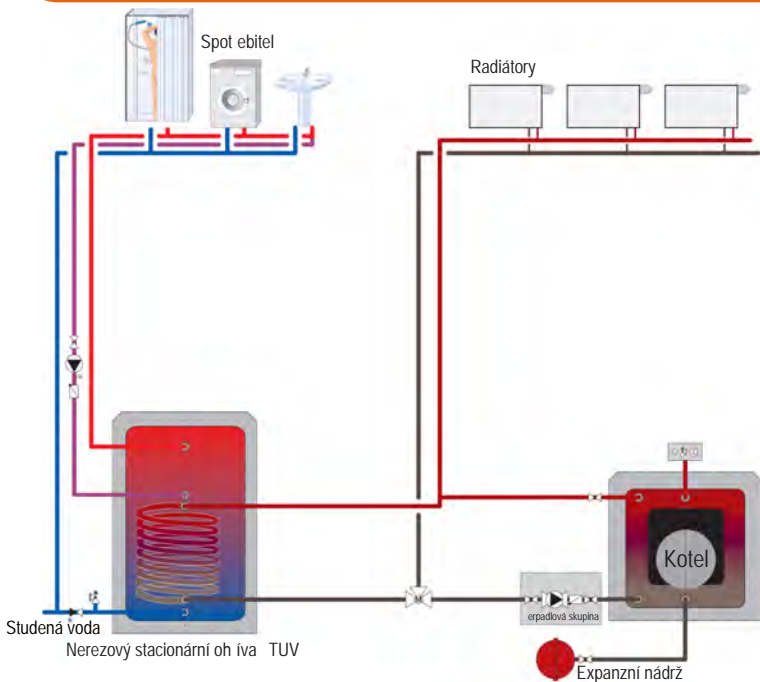 Spot ebitel
Radiátory
Kotel
erpadlová skupina
Studená voda
Nerezový stacionární oh íva TUV
Expanzní nádrž